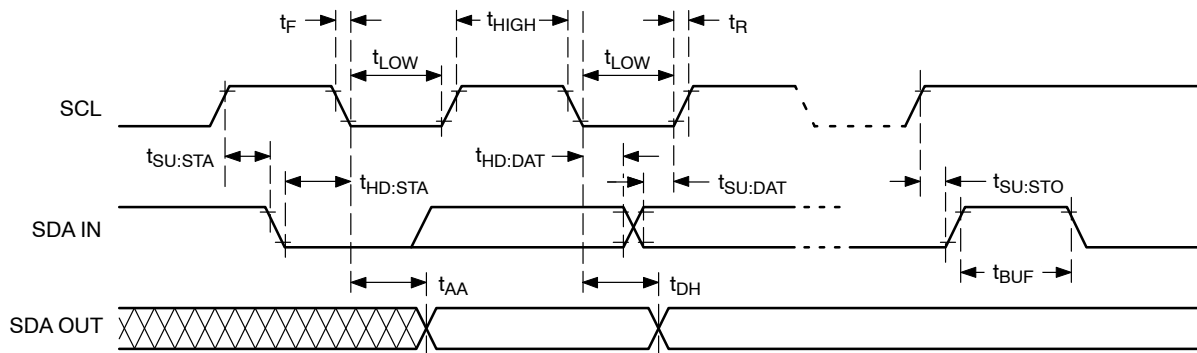 tF
tHIGH
tR
tLOW
tLOW
SCL
tSU:STA
tHD:STA
tHD:DAT
tSU:DAT
tSU:STO
SDA IN
tBUF
tAA
tDH
SDA OUT